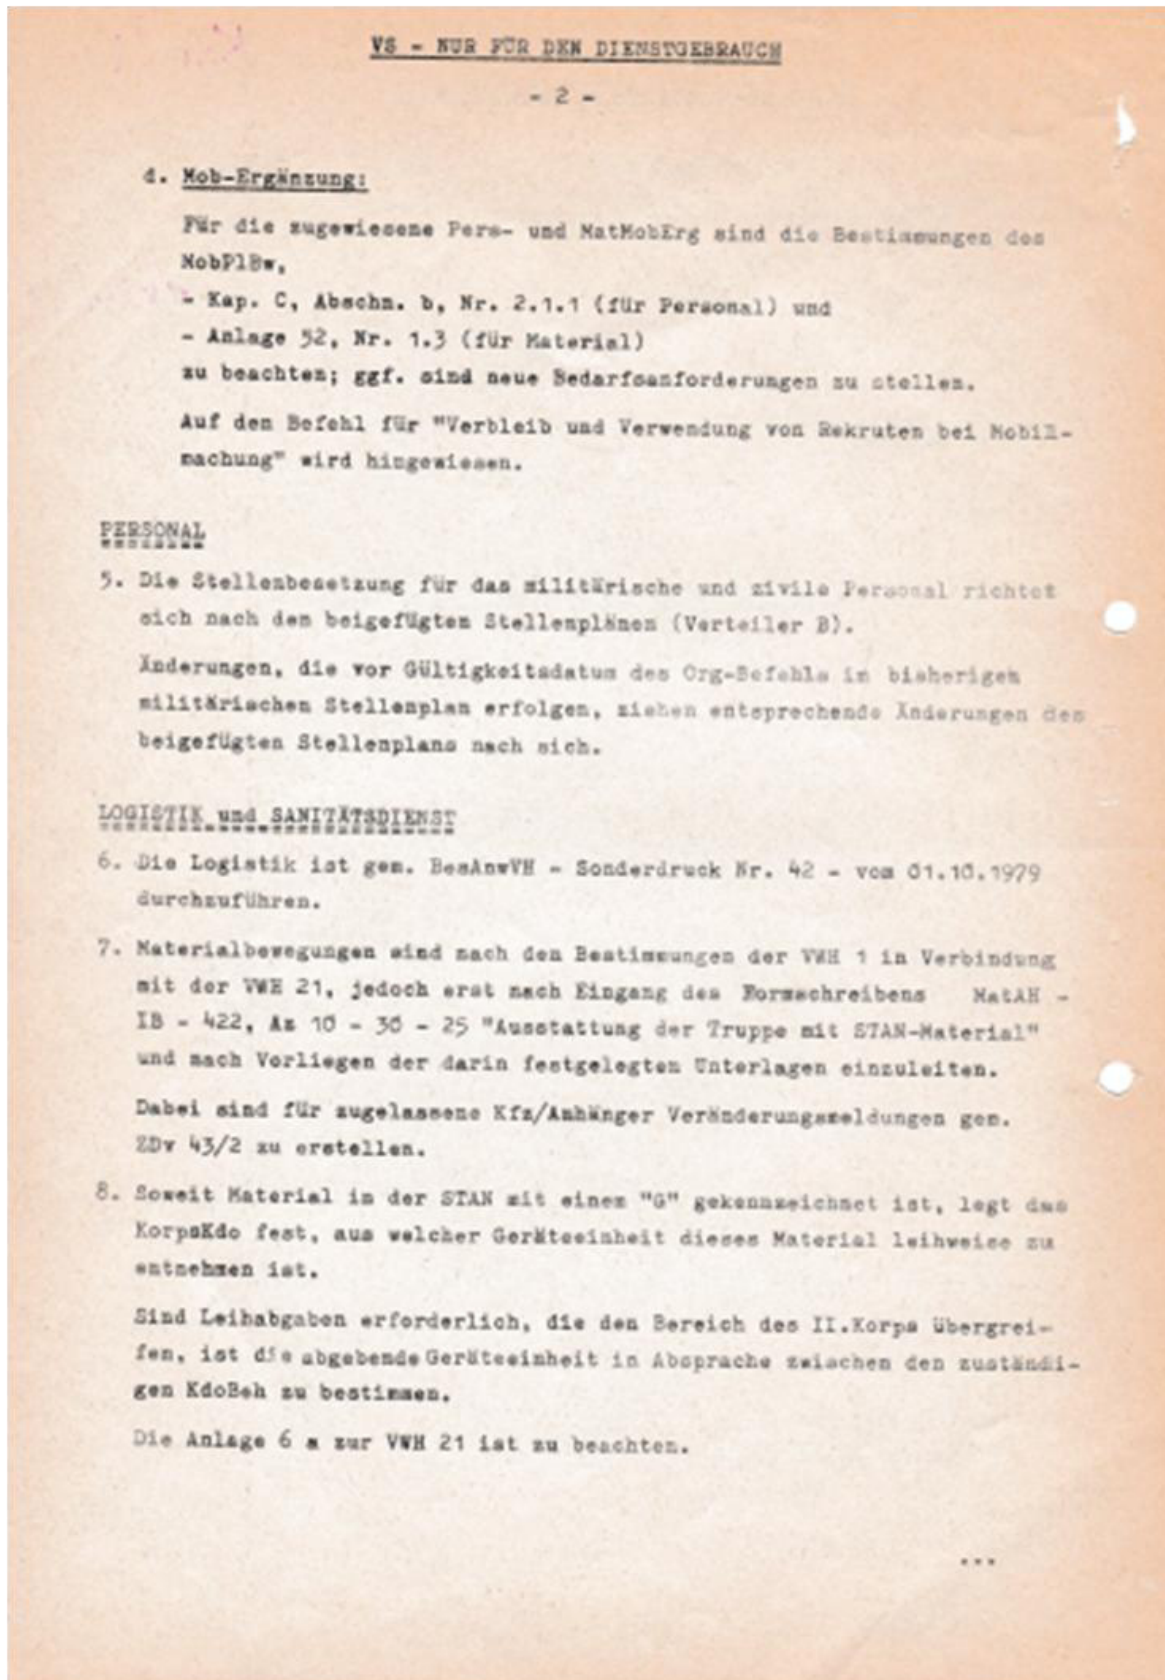 VS - NUR FÜR DEN DIENSTGEBRAUCH
- 2 -
d. Mob-Ergänzung:
Für die zugewiesene Pers- und MatMobErg sind die Bestimmungen des
MobPlBw,
- Kap. C, Abschn. b, Nr. 2.1.1 (für Personal) und
- Anlage 52, Nr. 1.3 (für Material)
zu beachten; ggf. sind neue Bedarfsanforderungen zu stellen.
Auf den Befehl für "Verbleib und Verwendung von Rekruten bei Mobil-
machung" wird hingewiesen.
PERSONAL
5. Die Stellenbesetzung für das militärische und zivile Personal richtet
sich nach den beigefügten Stellenplänen (Verteiler B).
Änderungen, die vor Gültigkeitsdatum des Org-Befehls im bisherigen
militärischen Stellenplan erfolgen, ziehen entsprechende Änderungen des
beigefügten Stellenplans nach sich.
LOGISTIK und SANITÄTSDIENST
6. Die Logistik ist gem. BesAnwVH - Sonderdruck Nr. 42 - vom 01.10.1979
durchzuführen.
7. Materialbewegungen sind nach den Bestimmungen der VWH 1 in Verbindung
mit der VWH 21, jedoch erst nach Eingang des Formschreibens MatAH -
IB - 422, Az 10 - 30 - 25 "Ausstattung der Truppe mit STAN-Material"
und nach Vorliegen der darin festgelegten Unterlagen einzuleiten.
Dabei sind für zugelassene Kfz/Anhänger Veränderungsmeldungen gem.
ZDv 43/2 zu erstellen.
8. Soweit Material in der STAN mit einem "G" gekennzeichnet ist, legt das
KorpsKdo fest, aus welcher Geräteeinheit dieses Material leihweise zu
entnehmen ist.
Sind Leihabgaben erforderlich, die den Bereich des II.Korps übergrei-
fen, ist die abgebende Geräteeinheit in Absprache zwischen den zuständi-
gen KdoBeh zu bestimmen.
Die Anlage 6 a zur VWH 21 ist zu beachten.
...